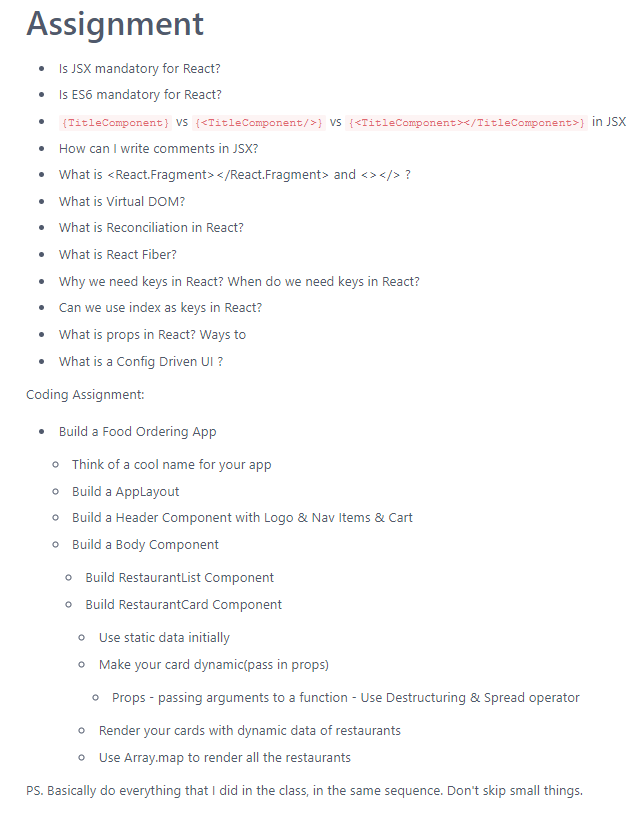 Assignment
Is JSX mandatory for React?
Is ES6 mandatory for React?
{TitleComponent} vs {<TitleComponent/>} vs {<TitleComponent></TitleComponent>} in JSX
How can I write comments in JSX?
What is <React.Fragment></React.Fragment> and <></> ?
What is Virtual DOM?
What is Reconciliation in React?
What is React Fiber?
Why we need keys in React? When do we need keys in React?
Can we use index as keys in React?
What is props in React? Ways to
What is a Config Driven UI ?
Coding Assignment:
Build a Food Ordering App
Think of a cool name for your app
Build a AppLayout
Build a Header Component with Logo & Nav Items & Cart
Build a Body Component
Build RestaurantList Component
Build RestaurantCard Component
Use static data initially
Make your card dynamic(pass in props)
Props - passing arguments to a function - Use Destructuring & Spread operator
Render your cards with dynamic data of restaurants
Use Array.map to render all the restaurants
PS. Basically do everything that I did in the class, in the same sequence. Don't skip small things.